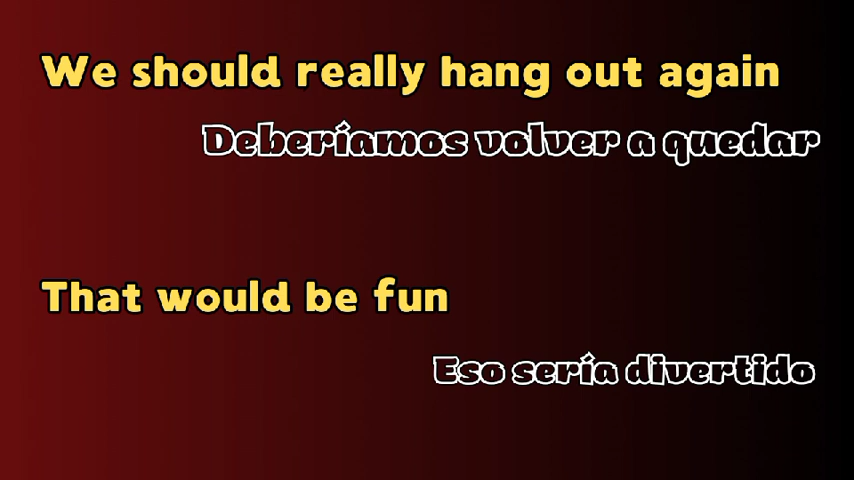 We should really hang out again
Deberíamos volver a quedar
That would be fun
Eso sería divertido